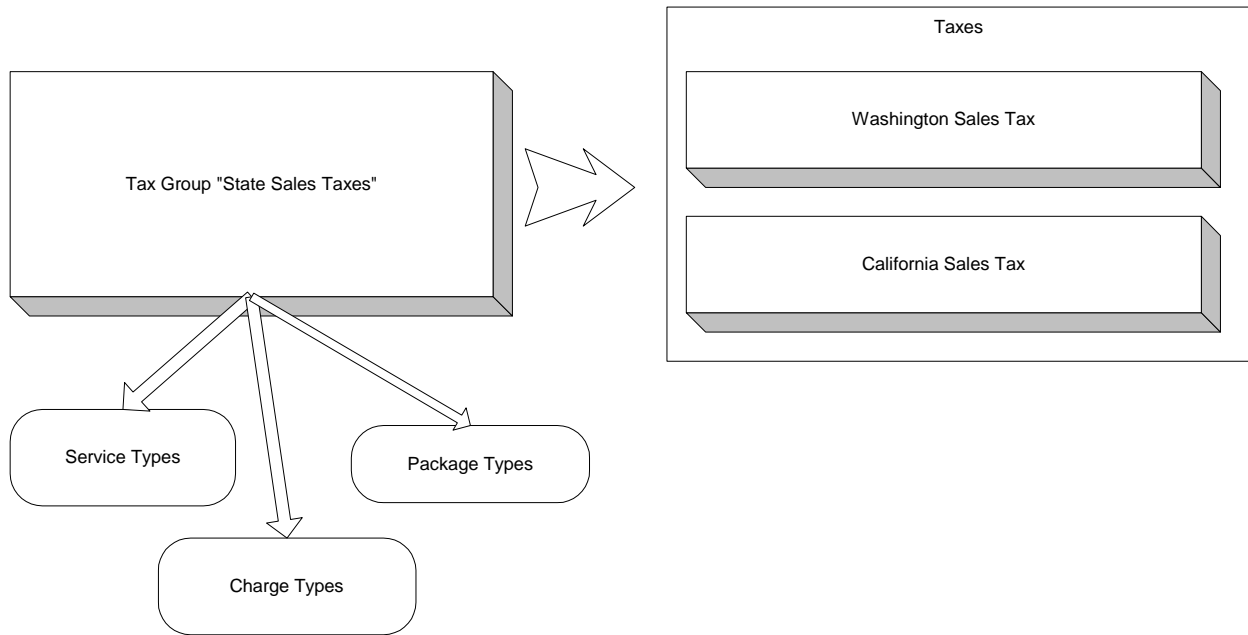 Taxes
Washington Sales Tax
Tax Group "State Sales Taxes"
California Sales Tax
Service Types
Package Types
Charge Types